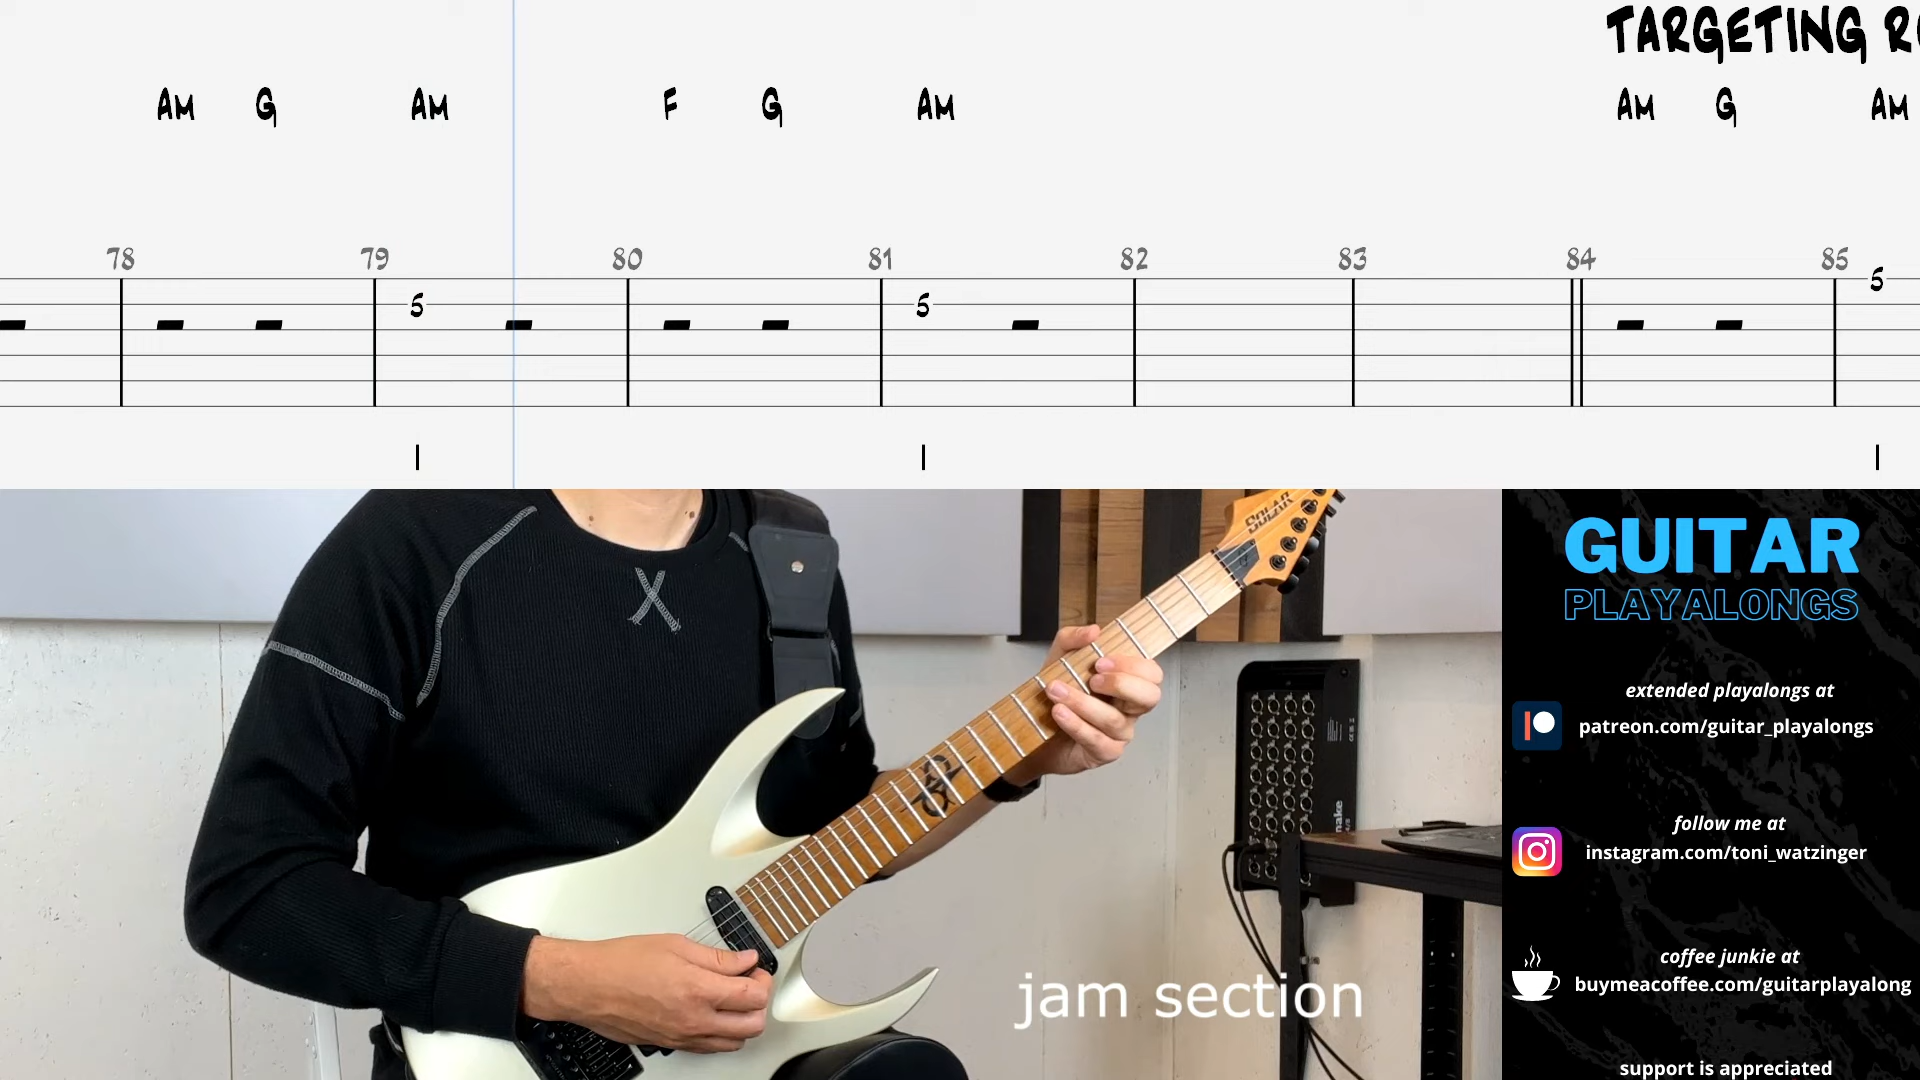 TARGETING R
AM G AM F G AM AM G AM
78 79 80 81 82 83 84 85
5 5 5
SOLAR
GUITAR
PLAYALONGS
extended playalongs at
patreon.com/guitar_playalongs
follow me at
instagram.com/toni_watzinger
coffee junkie at
buymeacoffee.com/guitarplayalong
support is appreciated
jam section